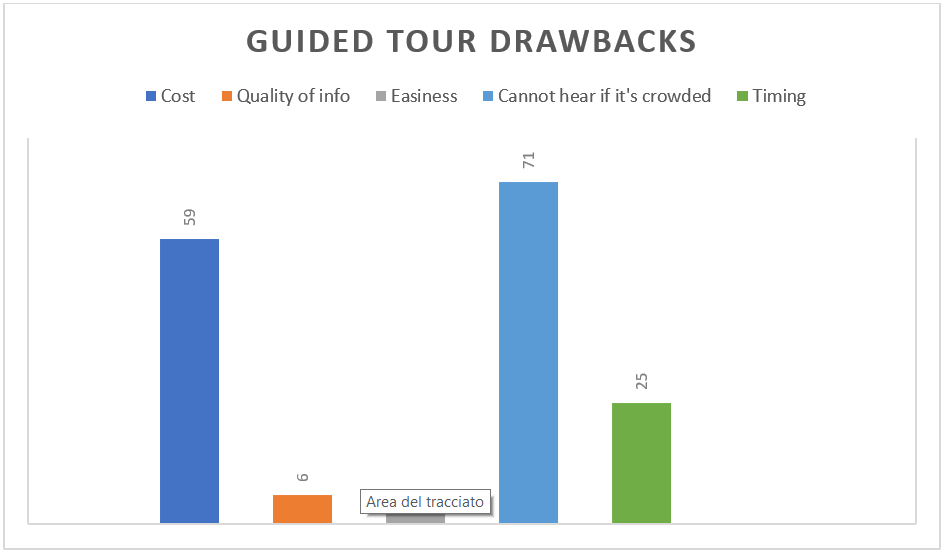 GUIDED TOUR DRAWBACKS
Cost Quality of info Easiness Cannot hear if it's crowded Timing
71
59
25
6
Area del tracciato